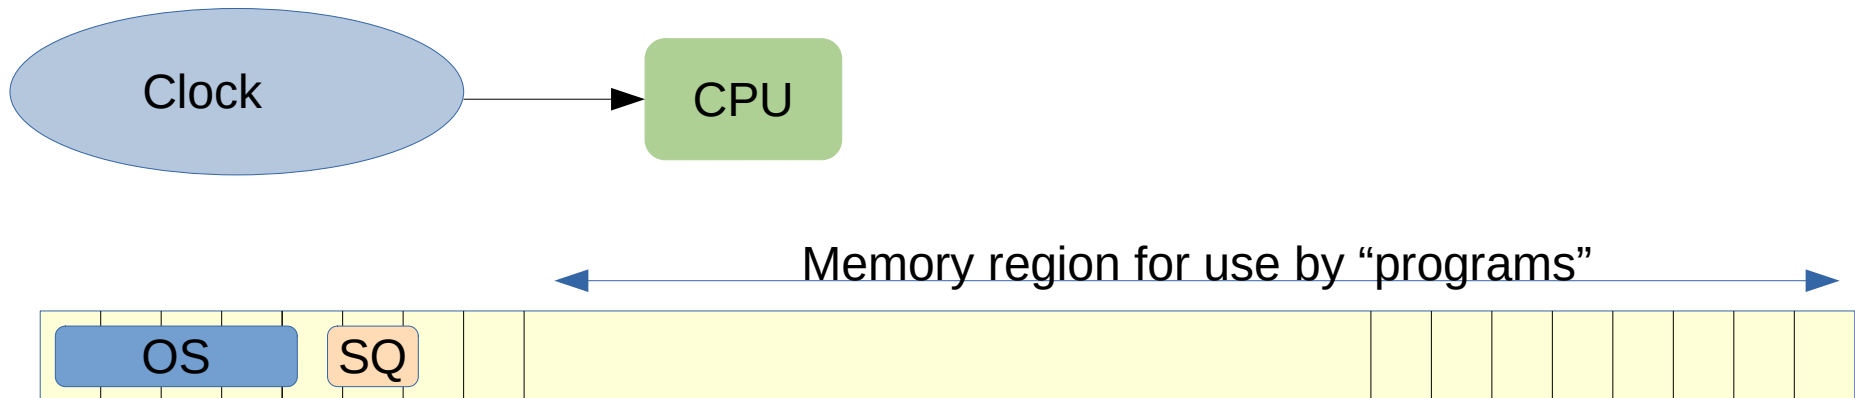 Clock
CPU
Memory region for use by “programs”
OS
SQ